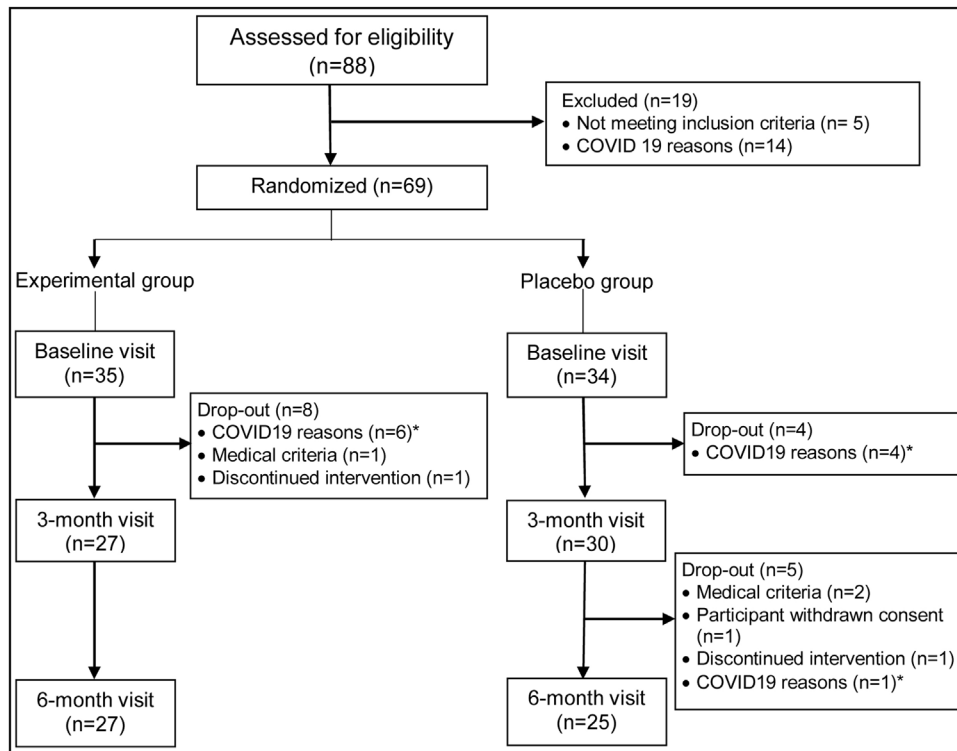 Assessed for eligibility
(n=88)
Excluded (n=19)
• Not meeting inclusion criteria (n= 5)
• COVID 19 reasons (n=14)
Randomized (n=69)
Experimental group
Placebo group
Baseline visit
(n=35)
Baseline visit
(n=34)
Drop-out (n=8)
• COVID19 reasons (n=6)*
• Medical criteria (n=1)
• Discontinued intervention (n=1)
Drop-out (n=4)
• COVID19 reasons (n=4)*
3-month visit
(n=27)
3-month visit
(n=30)
Drop-out (n=5)
• Medical criteria (n=2)
• Participant withdrawn consent
(n=1)
• Discontinued intervention (n=1)
• COVID19 reasons (n=1)*
6-month visit
(n=27)
6-month visit
(n=25)